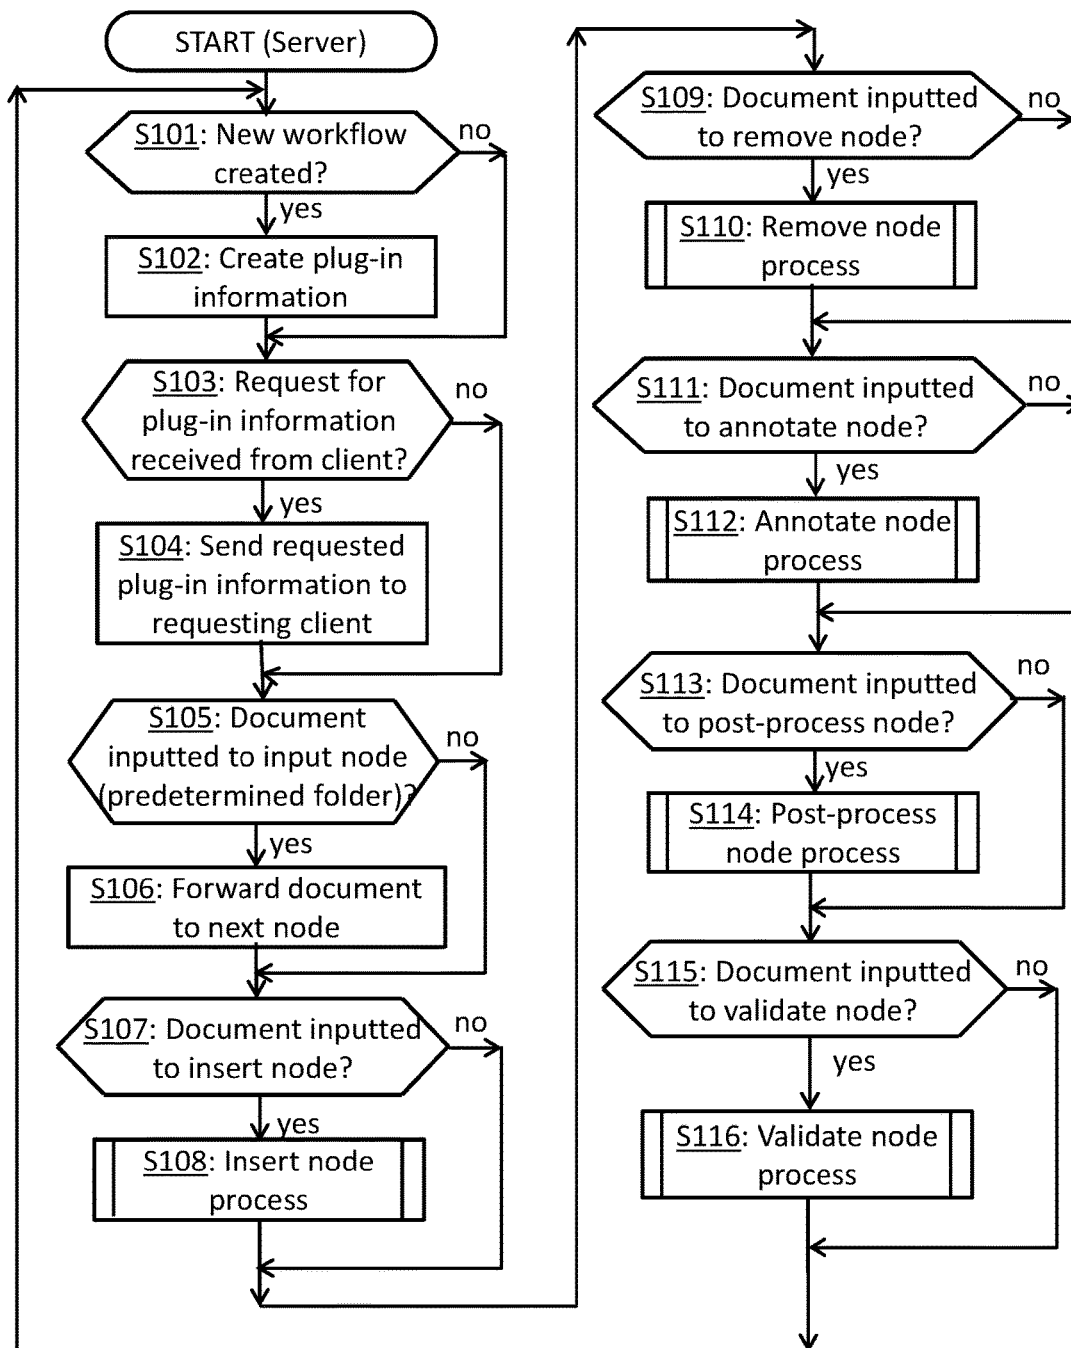 START (Server)
S101: New workflow
created?
no
yes
S102: Create plug-in
information
S103: Request for
plug-in information
received from client?
no
yes
S104: Send requested
plug-in information to
requesting client
S105: Document
inputted to input node
(predetermined folder)?
no
yes
S106: Forward document
to next node
S107: Document inputted
to insert node?
no
yes
S108: Insert node
process
S109: Document inputted
to remove node?
no
yes
S110: Remove node
process
S111: Document inputted
to annotate node?
no
yes
S112: Annotate node
process
S113: Document inputted
to post-process node?
no
yes
S114: Post-process
node process
S115: Document inputted
to validate node?
no
yes
S116: Validate node
process